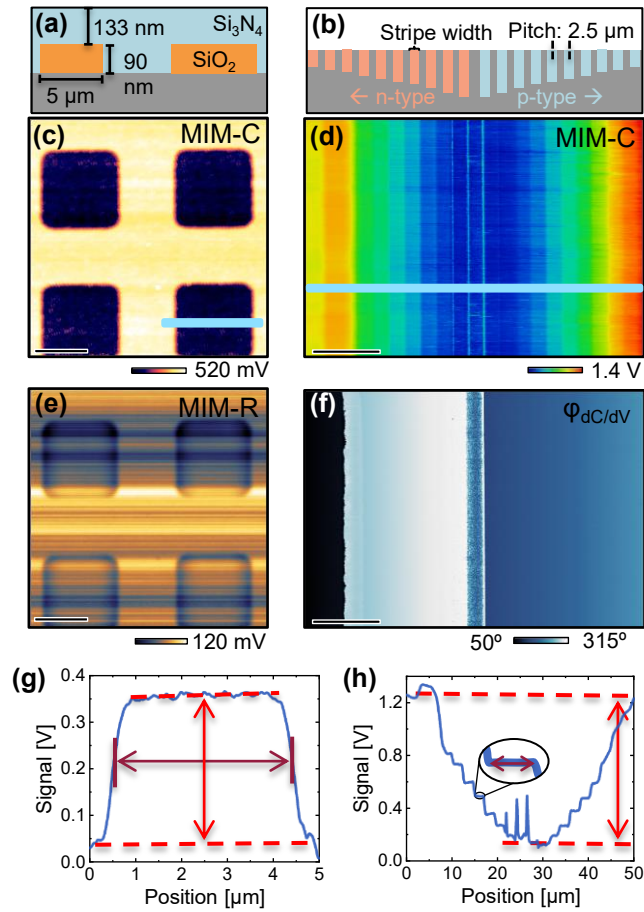 (a)
133 nm
Si₃N₄
90
nm
SiO₂
5 µm
(b)
Stripe width
Pitch: 2.5 µm
← n-type
p-type →
(c)
MIM-C
520 mV
(d)
MIM-C
1.4 V
(e)
MIM-R
120 mV
(f)
φdC/dV
50º
315º
(g)
Signal [V]
0.4
0.3
0.2
0.1
0.0
0 1 2 3 4 5
Position [µm]
(h)
Signal [V]
1.2
0.8
0.4
0.0
0 10 20 30 40 50
Position [µm]